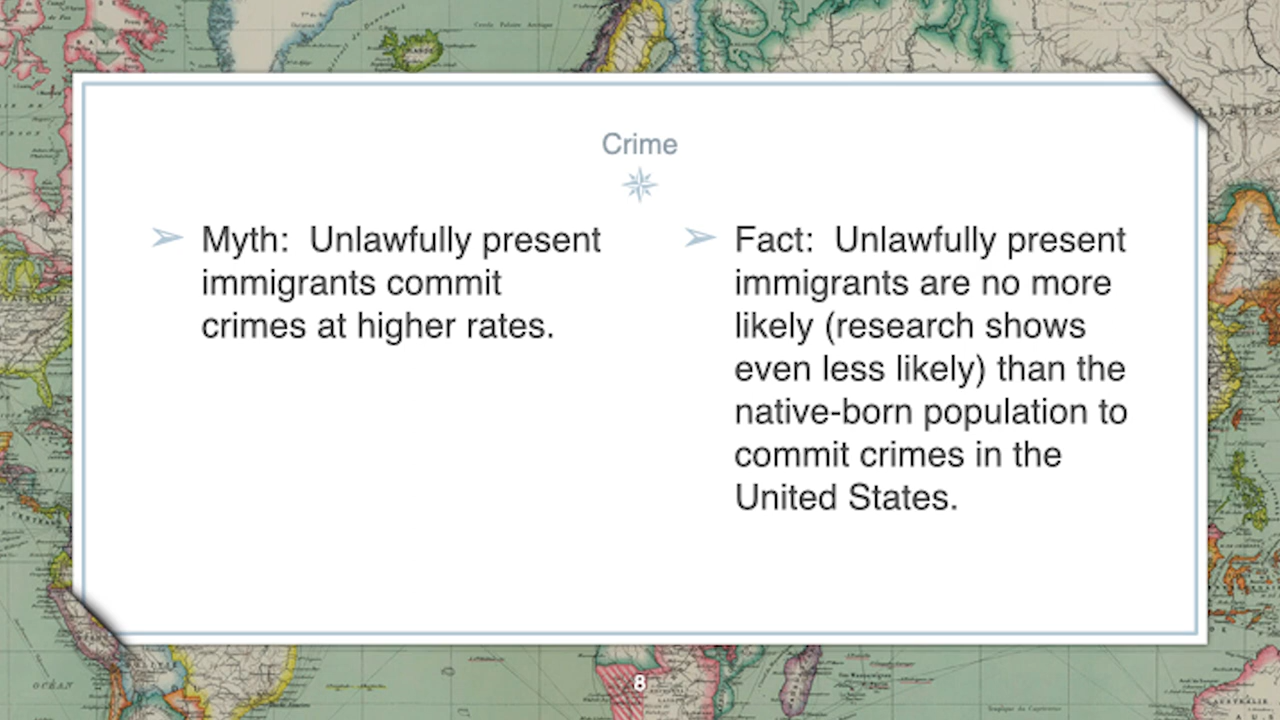 Crime
Myth:  Unlawfully present
immigrants commit
crimes at higher rates.
Fact:  Unlawfully present
immigrants are no more
likely (research shows
even less likely) than the
native-born population to
commit crimes in the
United States.
8